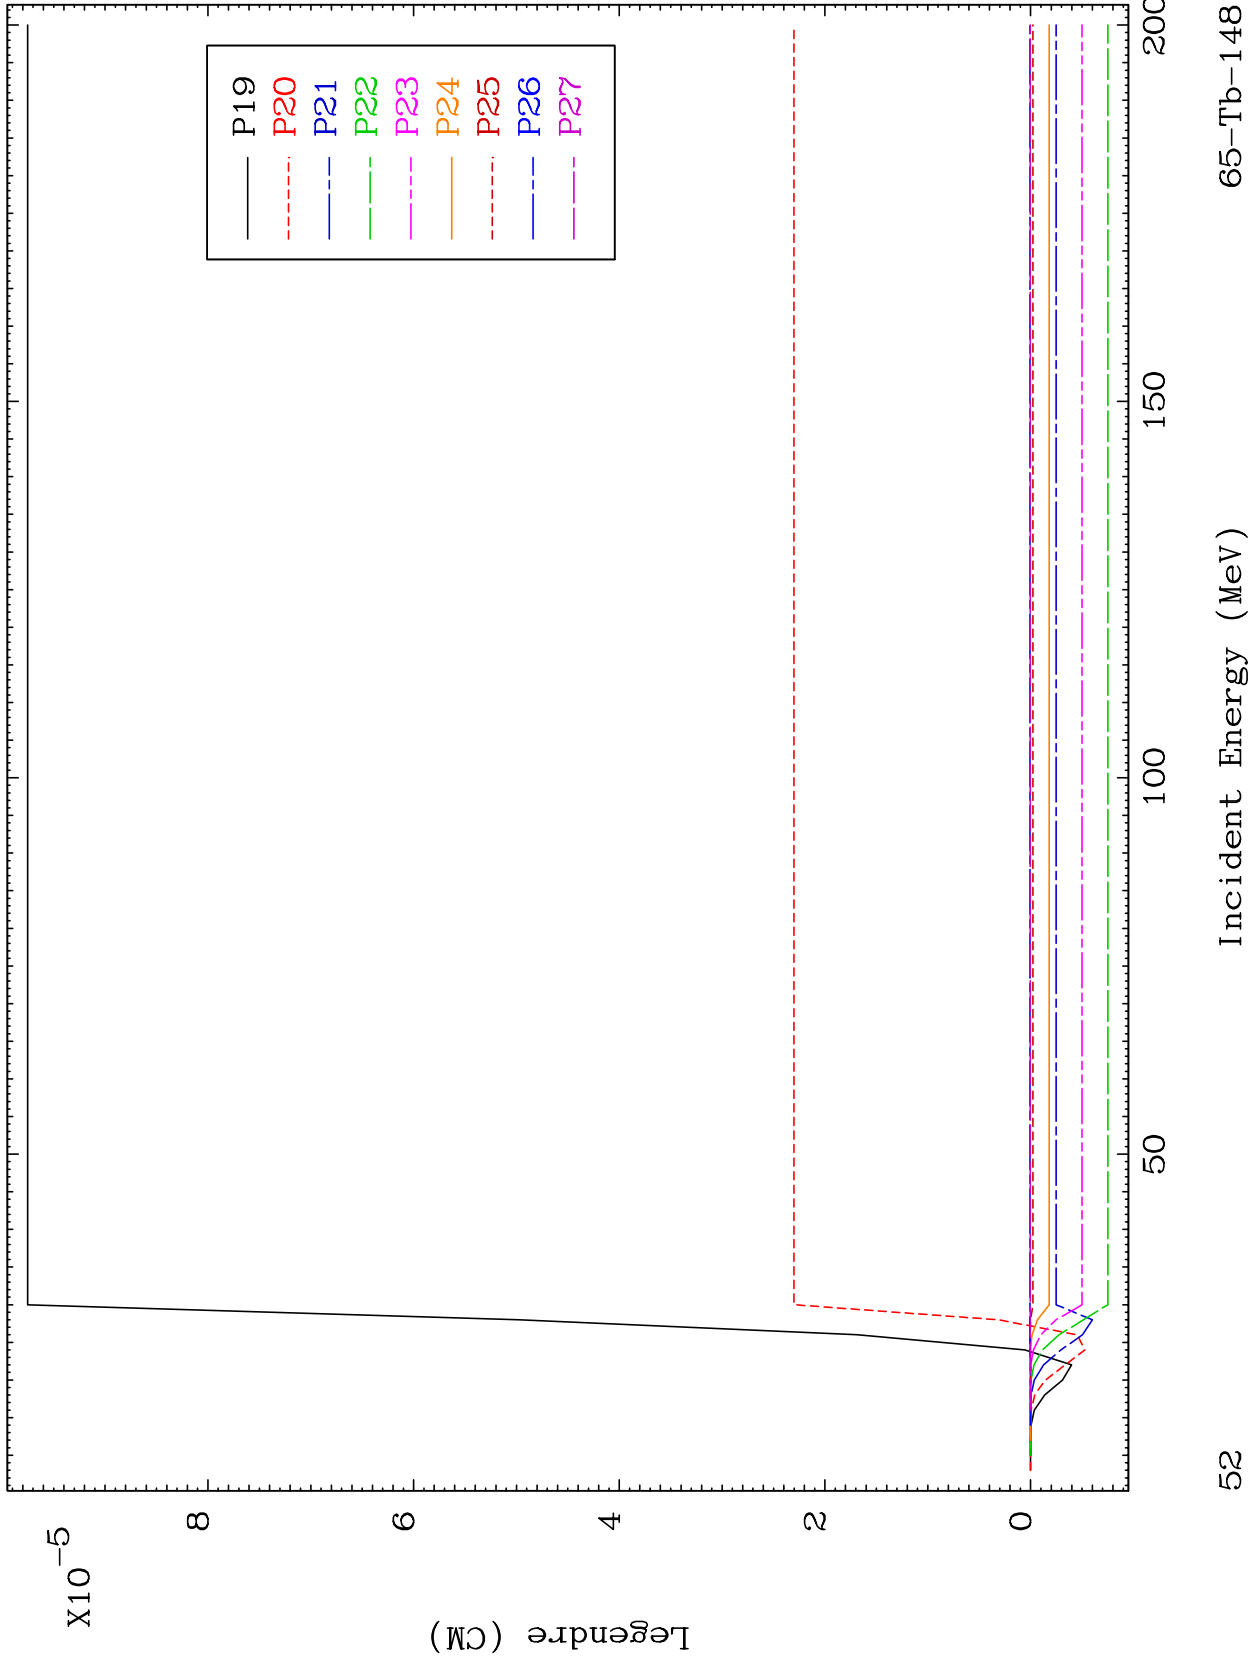 X10-5
8
6
4
2
0
Legendre (CM)
P19
P20
P21
P22
P23
P24
P25
P26
P27
50
100
150
200
52
Incident Energy (MeV)
65-Tb-148